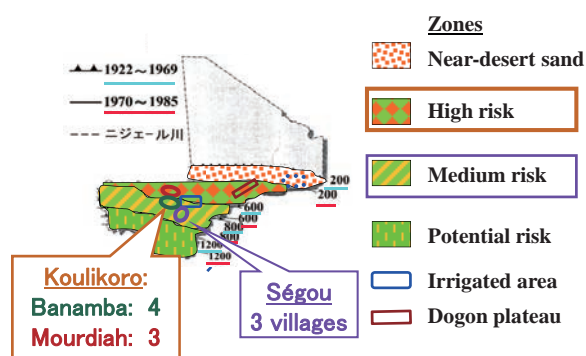 Zones
Near-desert sand
High risk
Medium risk
Potential risk
Irrigated area
Dogon plateau
1922～1969
1970～1985
ニジェール川
200
200
600
600
800
800
1200
1200
Koulikoro:
Banamba: 4
Mourdiah: 3
Ségou
3 villages